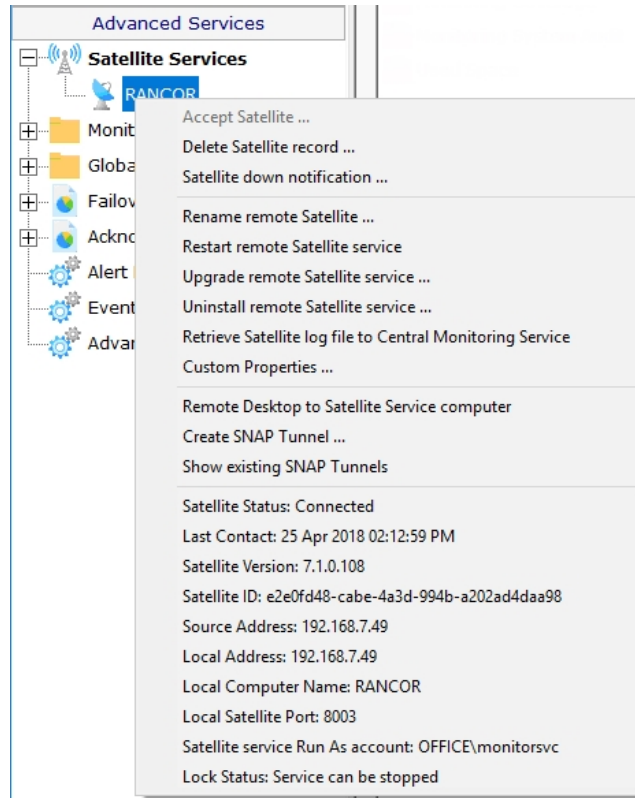 Advanced Services
Satellite Services
RANCOR
Accept Satellite ...
Monit
Delete Satellite record ...
Globa
Satellite down notification ...
Failov
Rename remote Satellite ...
Ackno
Restart remote Satellite service
Alert
Upgrade remote Satellite service ...
Event
Uninstall remote Satellite service ...
Advar
Retrieve Satellite log file to Central Monitoring Service
Custom Properties ...
Remote Desktop to Satellite Service computer
Create SNAP Tunnel ...
Show existing SNAP Tunnels
Satellite Status: Connected
Last Contact: 25 Apr 2018 02:12:59 PM
Satellite Version: 7.1.0.108
Satellite ID: e2e0fd48-cabe-4a3d-994b-a202ad4daa98
Source Address: 192.168.7.49
Local Address: 192.168.7.49
Local Computer Name: RANCOR
Local Satellite Port: 8003
Satellite service Run As account: OFFICE\monitorsvc
Lock Status: Service can be stopped